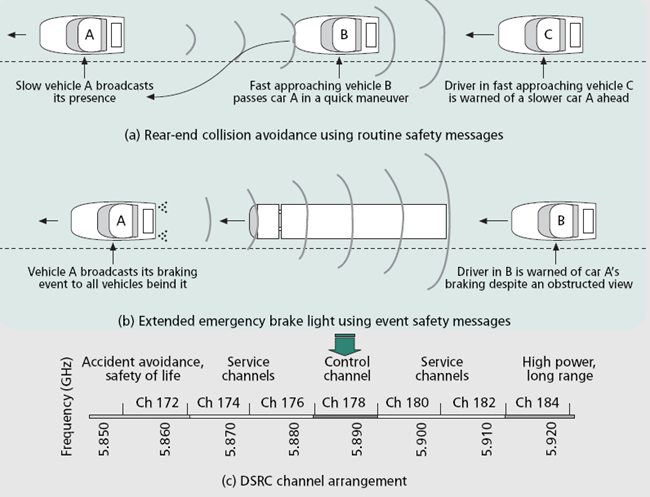 A
B
C
Slow vehicle A broadcasts
its presence
Fast approaching vehicle B
passes car A in a quick maneuver
Driver in fast approaching vehicle C
is warned of a slower car A ahead
(a) Rear-end collision avoidance using routine safety messages
A
B
Vehicle A broadcasts its braking
event to all vehicles beind it
Driver in B is warned of car A's
braking despite an obstructed view
(b) Extended emergency brake light using event safety messages
Frequency (GHz)
Accident avoidance,
safety of life
Service
channels
Control
channel
Service
channels
High power,
long range
Ch 172
Ch 174
Ch 176
Ch 178
Ch 180
Ch 182
Ch 184
5.850
5.860
5.870
5.880
5.890
5.900
5.910
5.920
(c) DSRC channel arrangement